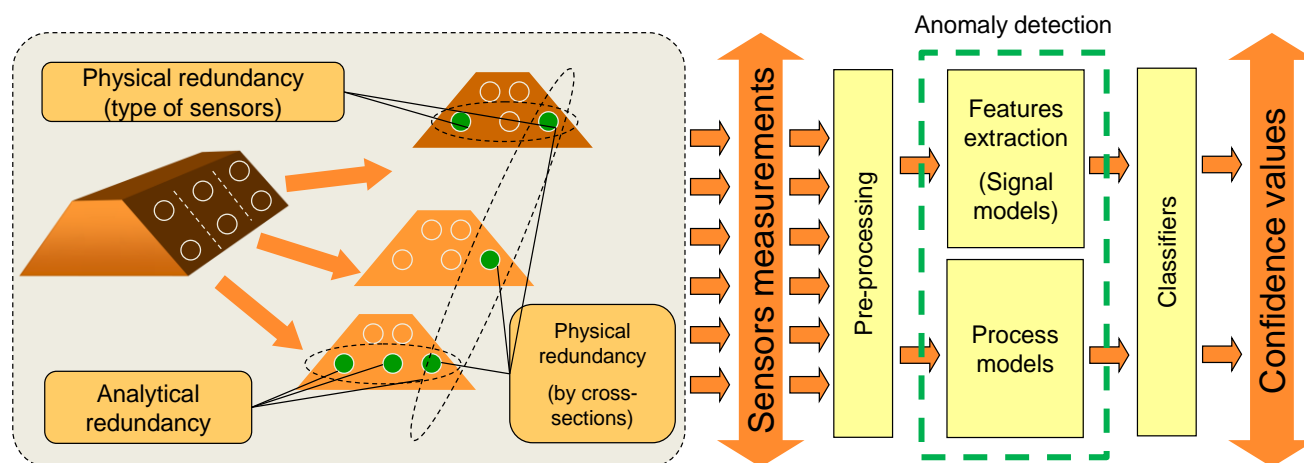 Anomaly detection
Physical redundancy
(type of sensors)
Analytical
redundancy
Physical
redundancy
(by cross-
sections)
Sensors measurements
Pre-processing
Features
extraction
(Signal
models)
Process
models
Classifiers
Confidence values